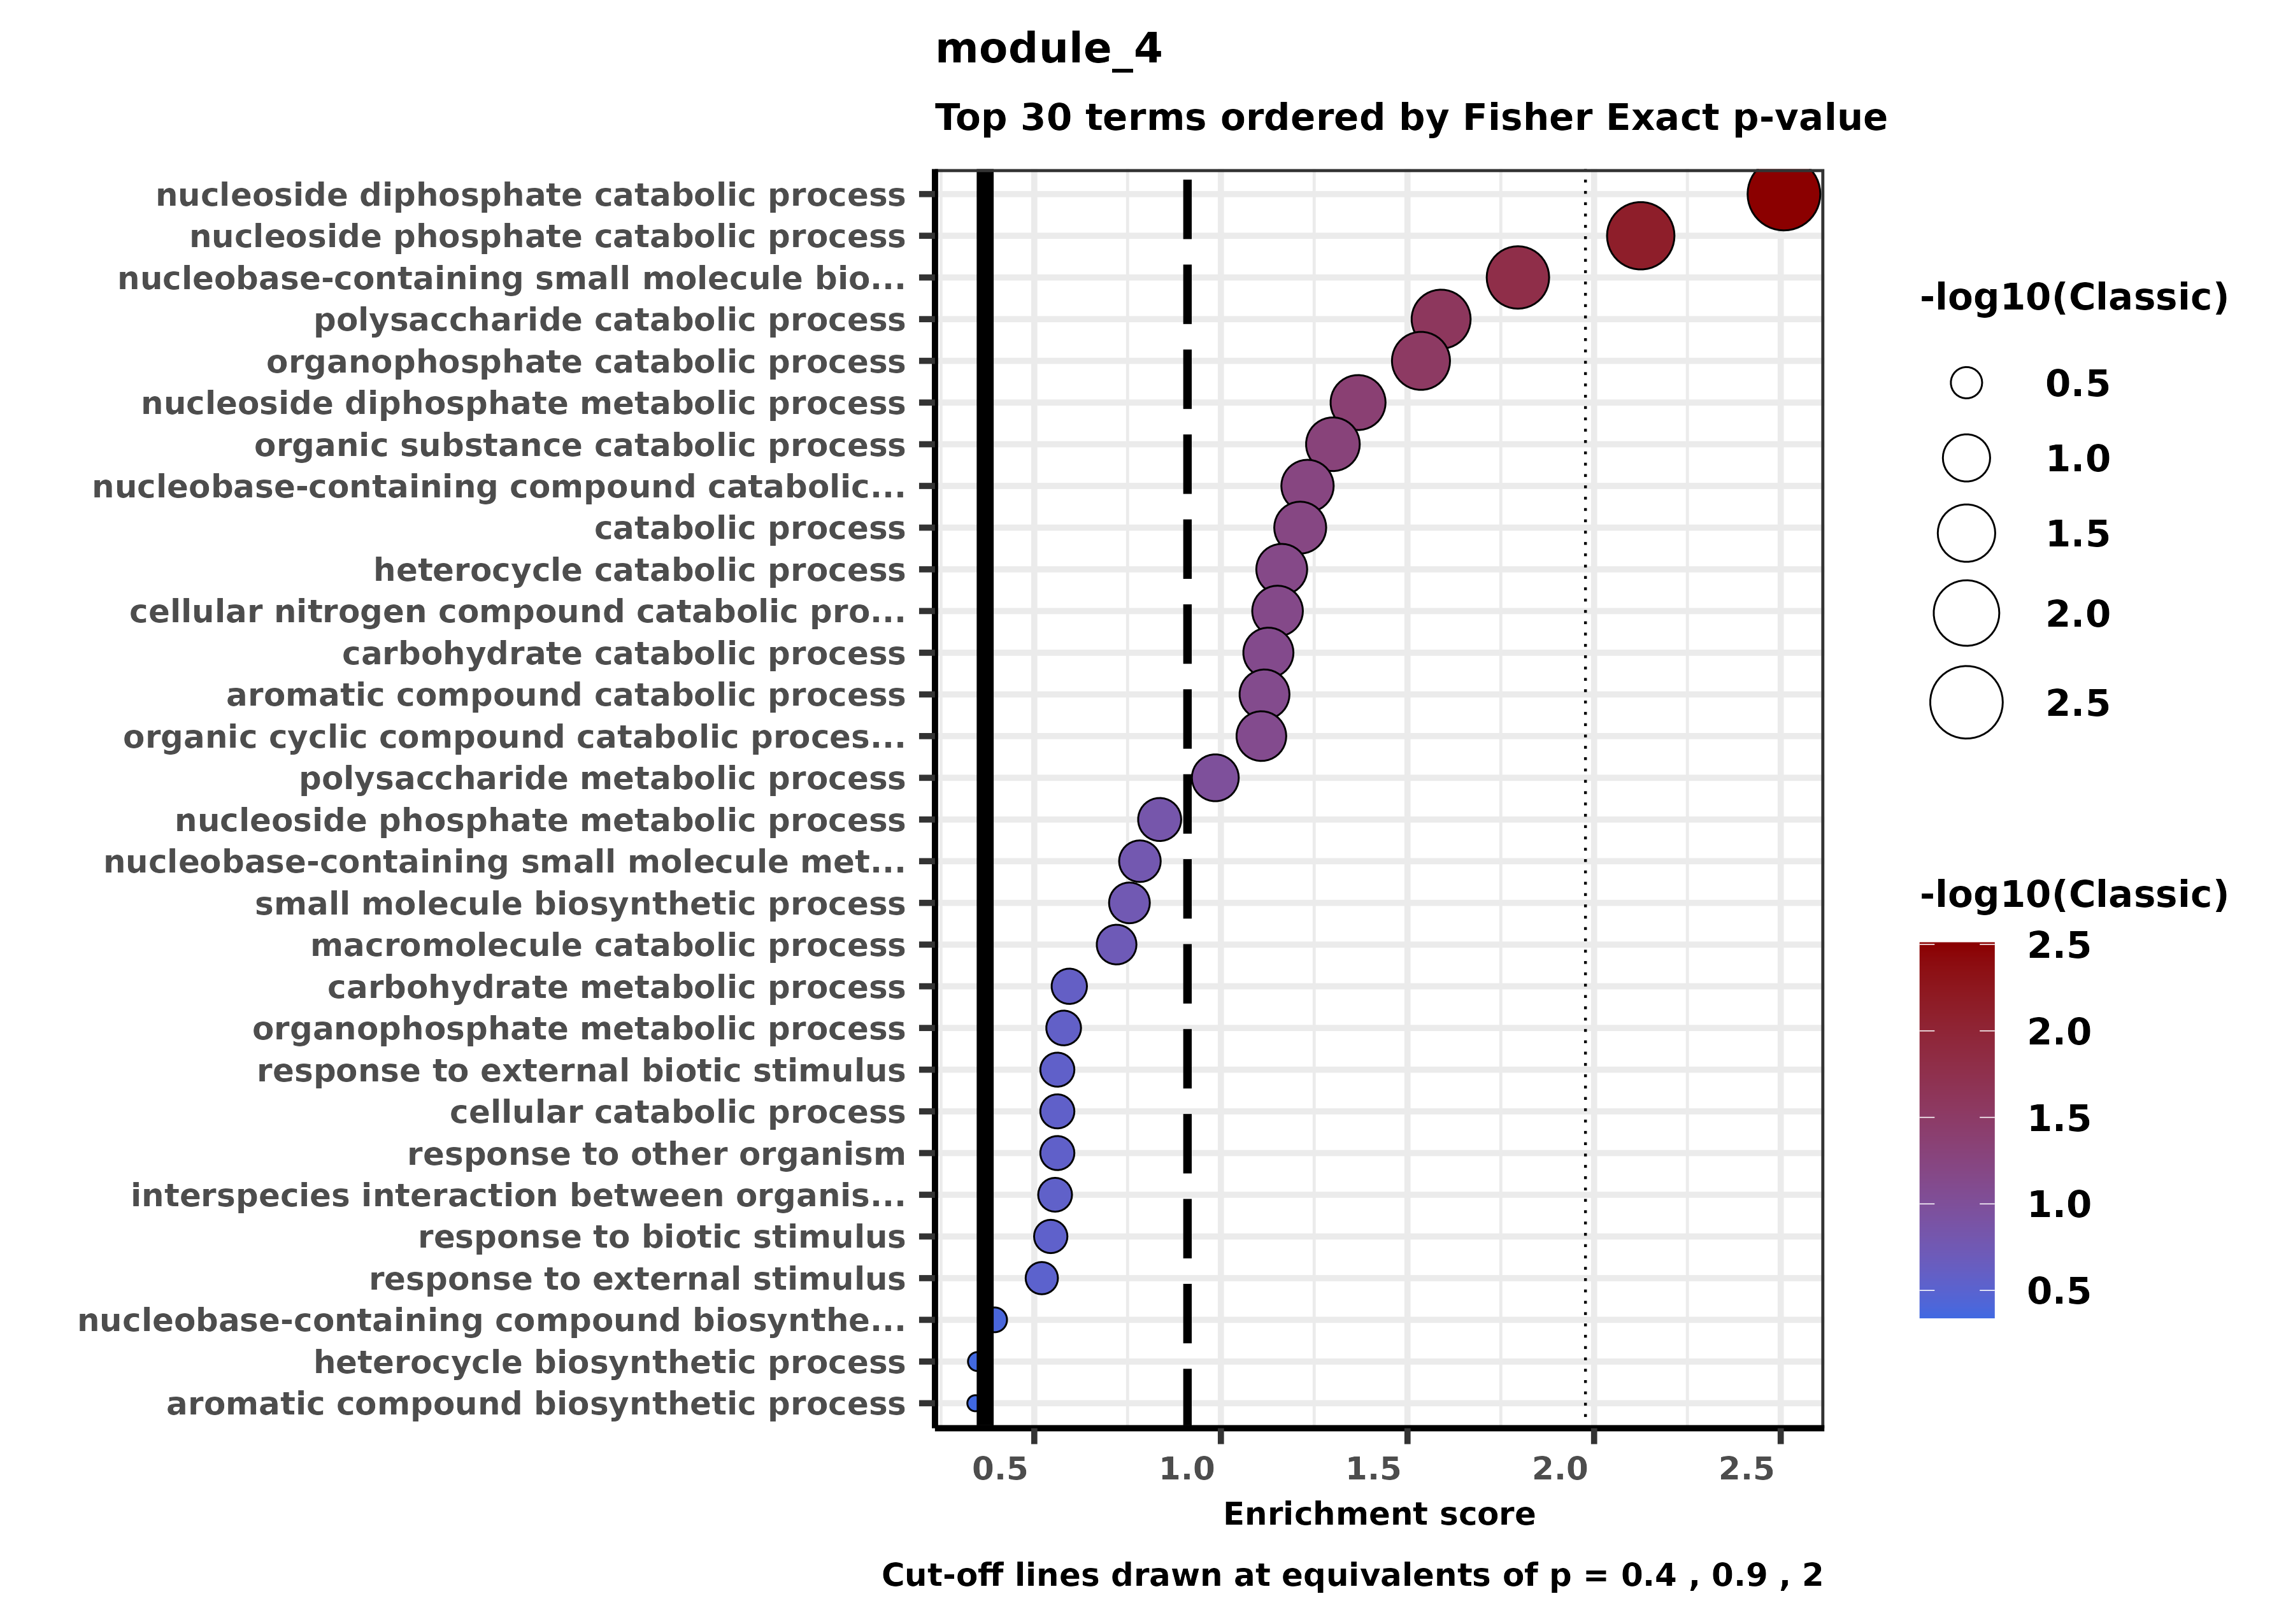 module_4
Top 30 terms ordered by Fisher Exact p-value
nucleoside diphosphate catabolic process
nucleoside phosphate catabolic process
nucleobase-containing small molecule bio...
polysaccharide catabolic process
organophosphate catabolic process
nucleoside diphosphate metabolic process
organic substance catabolic process
nucleobase-containing compound catabolic...
catabolic process
heterocycle catabolic process
cellular nitrogen compound catabolic pro...
carbohydrate catabolic process
aromatic compound catabolic process
organic cyclic compound catabolic proces...
polysaccharide metabolic process
nucleoside phosphate metabolic process
nucleobase-containing small molecule met...
small molecule biosynthetic process
macromolecule catabolic process
carbohydrate metabolic process
organophosphate metabolic process
response to external biotic stimulus
cellular catabolic process
response to other organism
interspecies interaction between organis...
response to biotic stimulus
response to external stimulus
nucleobase-containing compound biosynthe...
heterocycle biosynthetic process
aromatic compound biosynthetic process
0.5 1.0 1.5 2.0 2.5
Enrichment score
Cut-off lines drawn at equivalents of p = 0.4 , 0.9 , 2
-log10(Classic)
0.5
1.0
1.5
2.0
2.5
-log10(Classic)
2.5
2.0
1.5
1.0
0.5